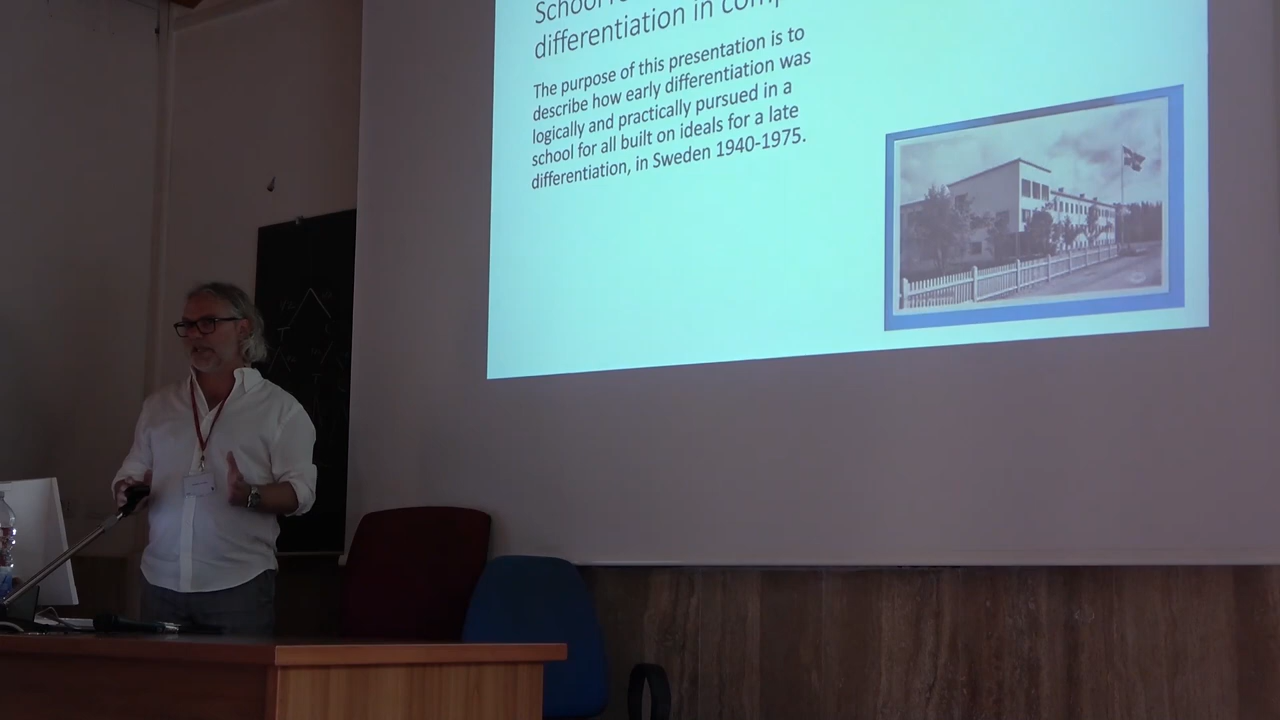 School
differentiation in
The purpose of this presentation is to
describe how early differentiation was
logically and practically pursued in a
school for all built on ideals for a late
differentiation, in Sweden 1940-1975.